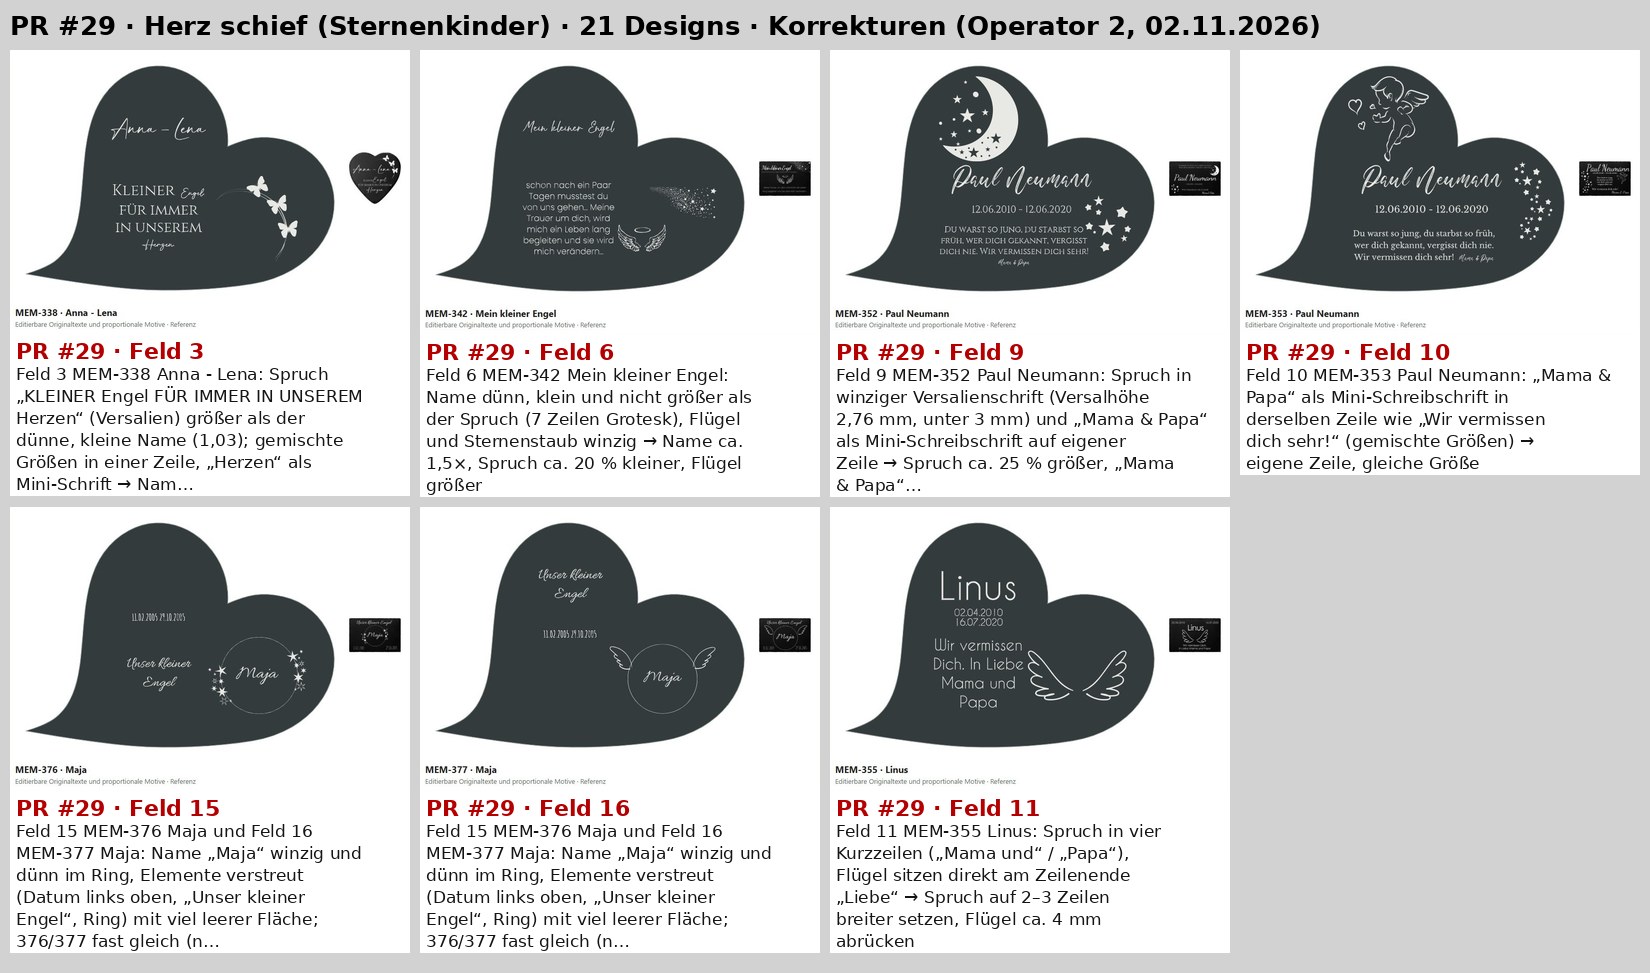 PR #29 · Herz schief (Sternenkinder) · 21 Designs · Korrekturen (Operator 2, 02.11.2026)
Anna – Lena
KLEINER Engel
FÜR IMMER
IN UNSEREM
Herzen
MEM-338 · Anna - Lena
Editierbare Originaltexte und proportionale Motive · Referenz
PR #29 · Feld 3
Feld 3 MEM-338 Anna - Lena: Spruch
„KLEINER Engel FÜR IMMER IN UNSEREM
Herzen“ (Versalien) größer als der
dünne, kleine Name (1,03); gemischte
Größen in einer Zeile, „Herzen“ als
Mini-Schrift → Nam…
Mein kleiner Engel
schon nach ein Paar
Tagen musstest du
von uns gehen... Meine
Trauer um dich, wird
mich ein Leben lang
begleiten und sie wird
mich verändern...
MEM-342 · Mein kleiner Engel
Editierbare Originaltexte und proportionale Motive · Referenz
PR #29 · Feld 6
Feld 6 MEM-342 Mein kleiner Engel:
Name dünn, klein und nicht größer als
der Spruch (7 Zeilen Grotesk), Flügel
und Sternenstaub winzig → Name ca.
1,5×, Spruch ca. 20 % kleiner, Flügel
größer
Paul Neumann
12.06.2010 - 12.06.2020
DU WARST SO JUNG, DU STARBST SO
FRÜH, WER DICH GEKANNT, VERGISST
DICH NIE. WIR VERMISSEN DICH SEHR!
Mama & Papa
MEM-352 · Paul Neumann
Editierbare Originaltexte und proportionale Motive · Referenz
PR #29 · Feld 9
Feld 9 MEM-352 Paul Neumann: Spruch in
winziger Versalienschrift (Versalhöhe
2,76 mm, unter 3 mm) und „Mama & Papa“
als Mini-Schreibschrift auf eigener
Zeile → Spruch ca. 25 % größer, „Mama
& Papa“…
Paul Neumann
12.06.2010 - 12.06.2020
Du warst so jung, du starbst so früh,
wer dich gekannt, vergisst dich nie.
Wir vermissen dich sehr! Mama & Papa
MEM-353 · Paul Neumann
Editierbare Originaltexte und proportionale Motive · Referenz
PR #29 · Feld 10
Feld 10 MEM-353 Paul Neumann: „Mama &
Papa“ als Mini-Schreibschrift in
derselben Zeile wie „Wir vermissen
dich sehr!“ (gemischte Größen) →
eigene Zeile, gleiche Größe
11.02.2005 29.10.2015
Unser kleiner
Engel
Maja
MEM-376 · Maja
Editierbare Originaltexte und proportionale Motive · Referenz
PR #29 · Feld 15
Feld 15 MEM-376 Maja und Feld 16
MEM-377 Maja: Name „Maja“ winzig und
dünn im Ring, Elemente verstreut
(Datum links oben, „Unser kleiner
Engel“, Ring) mit viel leerer Fläche;
376/377 fast gleich (n…
Unser kleiner
Engel
11.02.2005 29.10.2015
Maja
MEM-377 · Maja
Editierbare Originaltexte und proportionale Motive · Referenz
PR #29 · Feld 16
Feld 15 MEM-376 Maja und Feld 16
MEM-377 Maja: Name „Maja“ winzig und
dünn im Ring, Elemente verstreut
(Datum links oben, „Unser kleiner
Engel“, Ring) mit viel leerer Fläche;
376/377 fast gleich (n…
Linus
02.04.2010
16.07.2020
Wir vermissen
Dich. In Liebe
Mama und
Papa
MEM-355 · Linus
Editierbare Originaltexte und proportionale Motive · Referenz
PR #29 · Feld 11
Feld 11 MEM-355 Linus: Spruch in vier
Kurzzeilen („Mama und“ / „Papa“),
Flügel sitzen direkt am Zeilenende
„Liebe“ → Spruch auf 2–3 Zeilen
breiter setzen, Flügel ca. 4 mm
abrücken